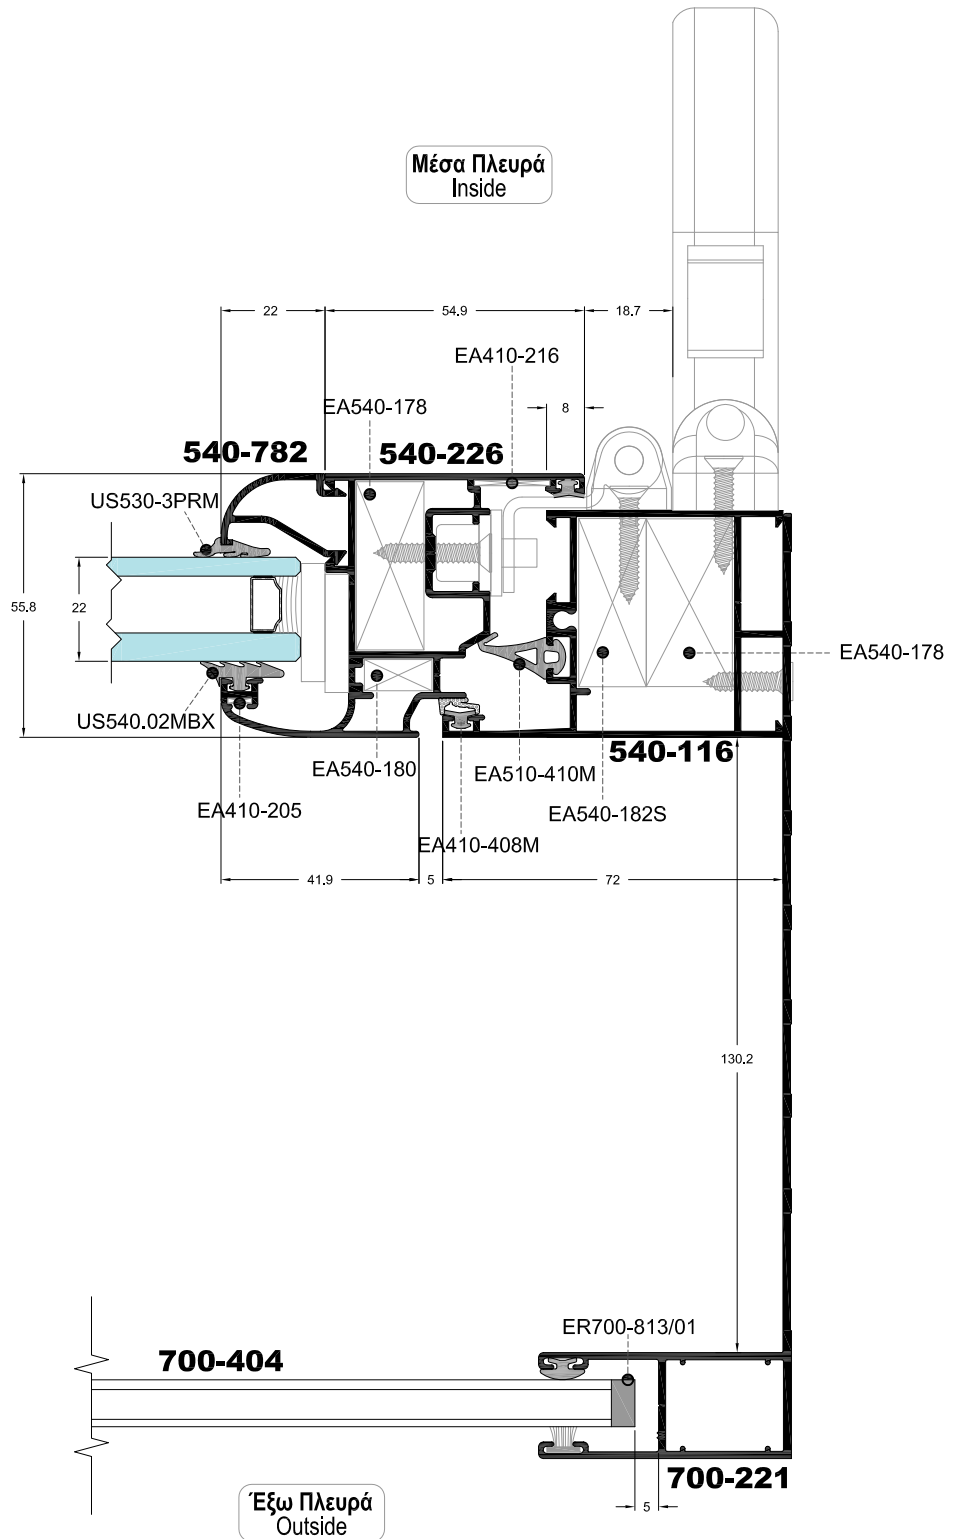 Μέσα Πλευρά
Inside
22
54.9
18.7
EA410-216
EA540-178
8
540-782
540-226
US530-3PRM
55.8
22
EA540-178
US540.02MBX
EA540-180
EA510-410M
540-116
EA410-205
EA540-182S
EA410-408M
41.9
5
72
130.2
ER700-813/01
700-404
700-221
5
Έξω Πλευρά
Outside